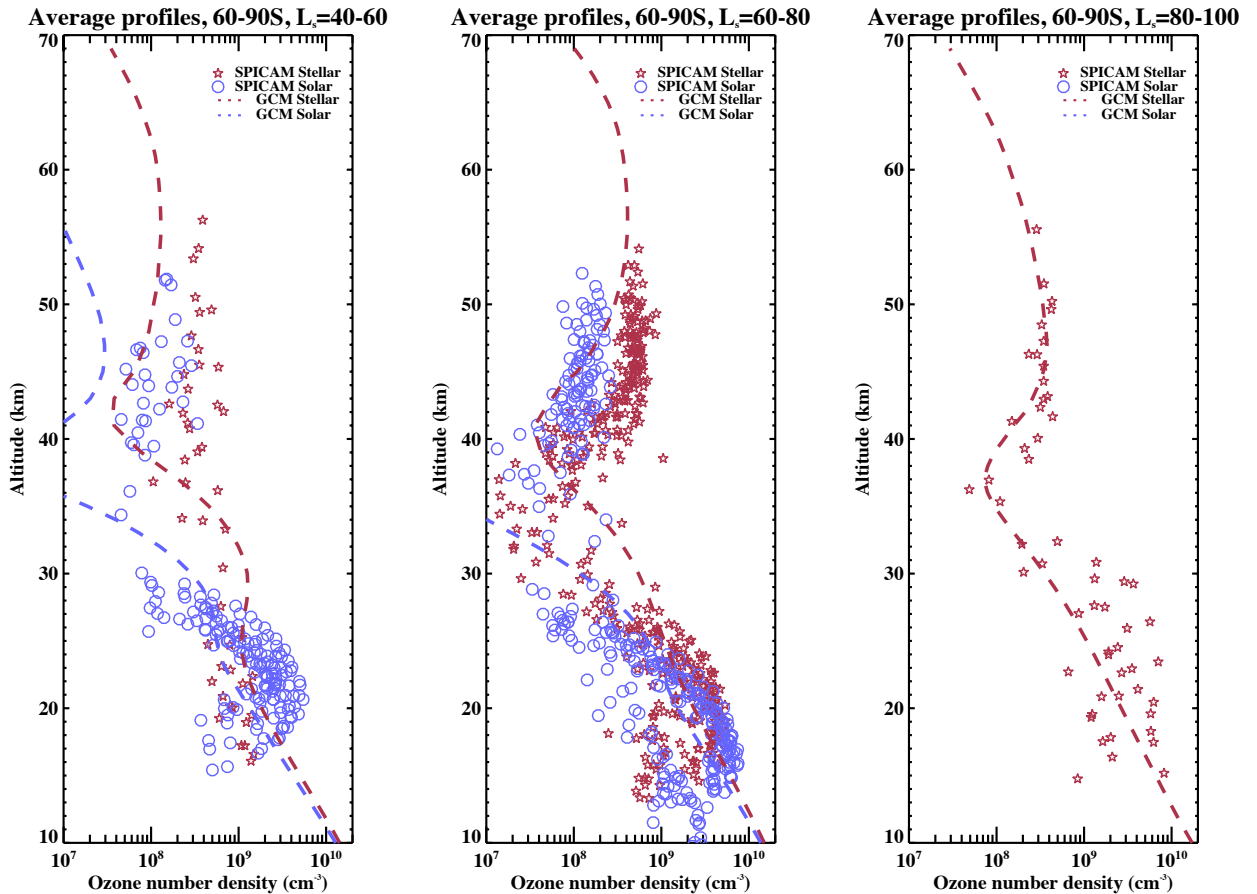 Average profiles, 60-90S, Lₛ=40-60
70
60
50
40
30
20
10
Altitude (km)
SPICAM Stellar
SPICAM Solar
GCM Stellar
GCM Solar
10⁷ 10⁸ 10⁹ 10¹⁰
Ozone number density (cm⁻³)
Average profiles, 60-90S, Lₛ=60-80
70
60
50
40
30
20
10
Altitude (km)
SPICAM Stellar
SPICAM Solar
GCM Stellar
GCM Solar
10⁷ 10⁸ 10⁹ 10¹⁰
Ozone number density (cm⁻³)
Average profiles, 60-90S, Lₛ=80-100
70
60
50
40
30
20
10
Altitude (km)
SPICAM Stellar
SPICAM Solar
GCM Stellar
GCM Solar
10⁷ 10⁸ 10⁹ 10¹⁰
Ozone number density (cm⁻³)